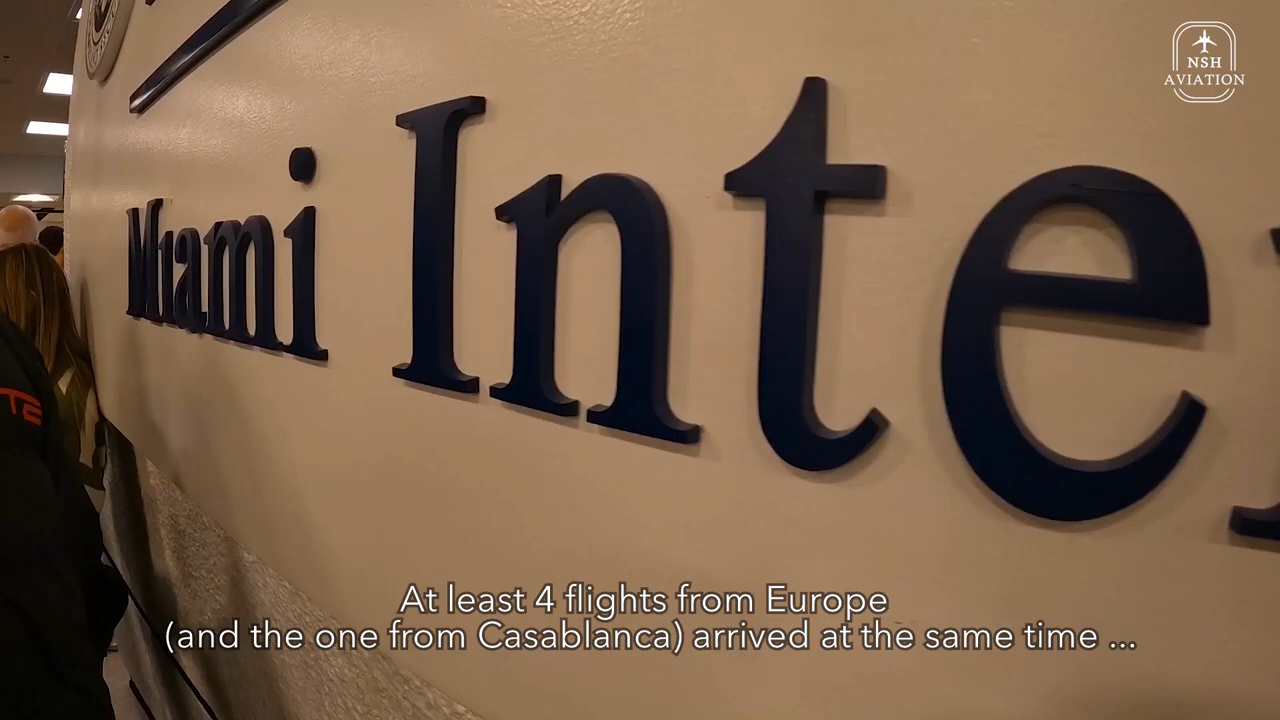 NSH
AVIATION
Miami Inte
At least 4 flights from Europe
(and the one from Casablanca) arrived at the same time ...